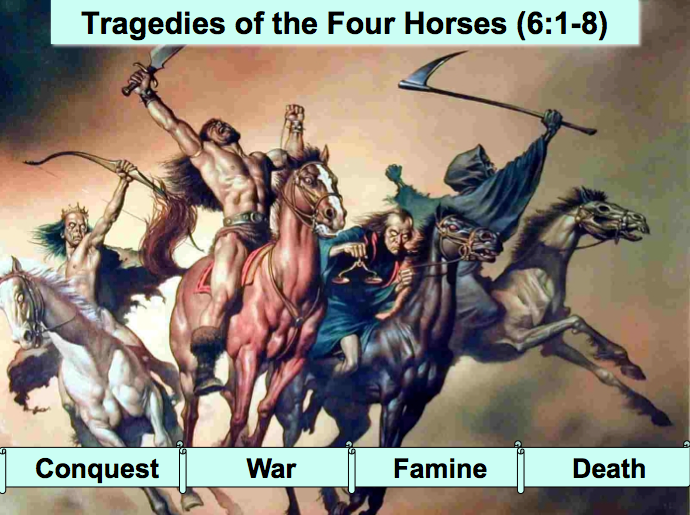 Tragedies of the Four Horses (6:1-8)
Conquest
War
Famine
Death